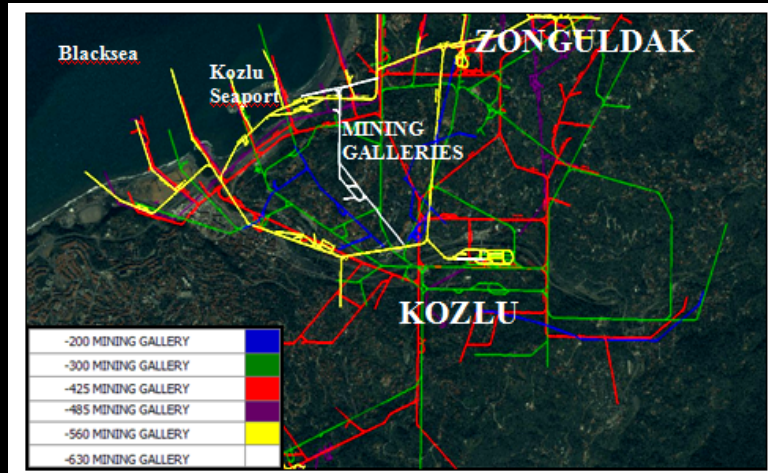 ZONGULDAK
Blacksea
Kozlu
Seaport
MINING
GALLERIES
KOZLU
-200 MINING GALLERY
-300 MINING GALLERY
-425 MINING GALLERY
-485 MINING GALLERY
-560 MINING GALLERY
-630 MINING GALLERY